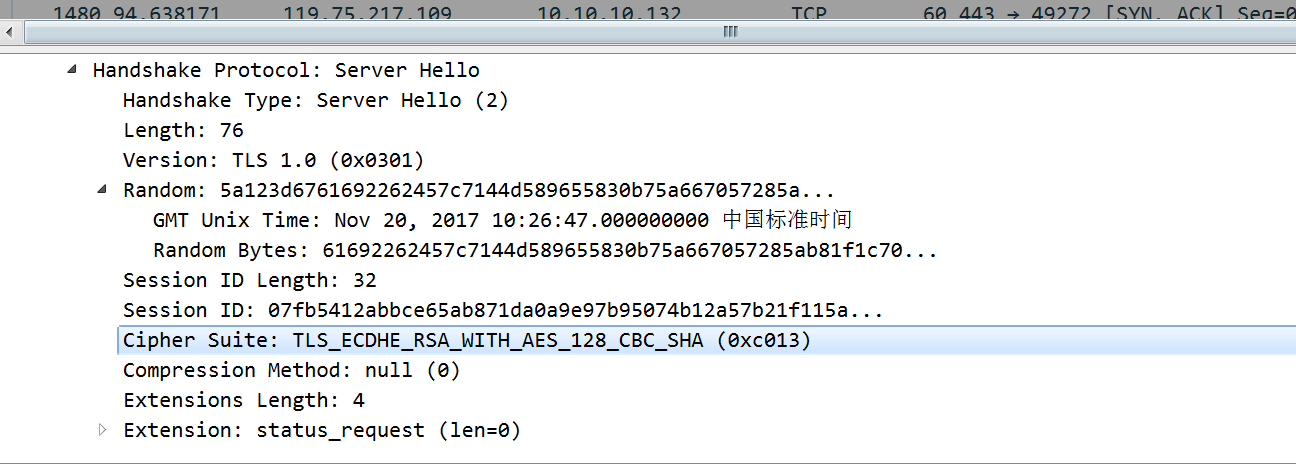 1480 94.638171 119.75.217.109 10.10.10.132 TCP 60 443 → 49272 [SYN, ACK] Seq=0
Handshake Protocol: Server Hello
Handshake Type: Server Hello (2)
Length: 76
Version: TLS 1.0 (0x0301)
Random: 5a123d6761692262457c7144d589655830b75a667057285a...
GMT Unix Time: Nov 20, 2017 10:26:47.000000000 中国标准时间
Random Bytes: 61692262457c7144d589655830b75a667057285ab81f1c70...
Session ID Length: 32
Session ID: 07fb5412abbce65ab871da0a9e97b95074b12a57b21f115a...
Cipher Suite: TLS_ECDHE_RSA_WITH_AES_128_CBC_SHA (0xc013)
Compression Method: null (0)
Extensions Length: 4
Extension: status_request (len=0)